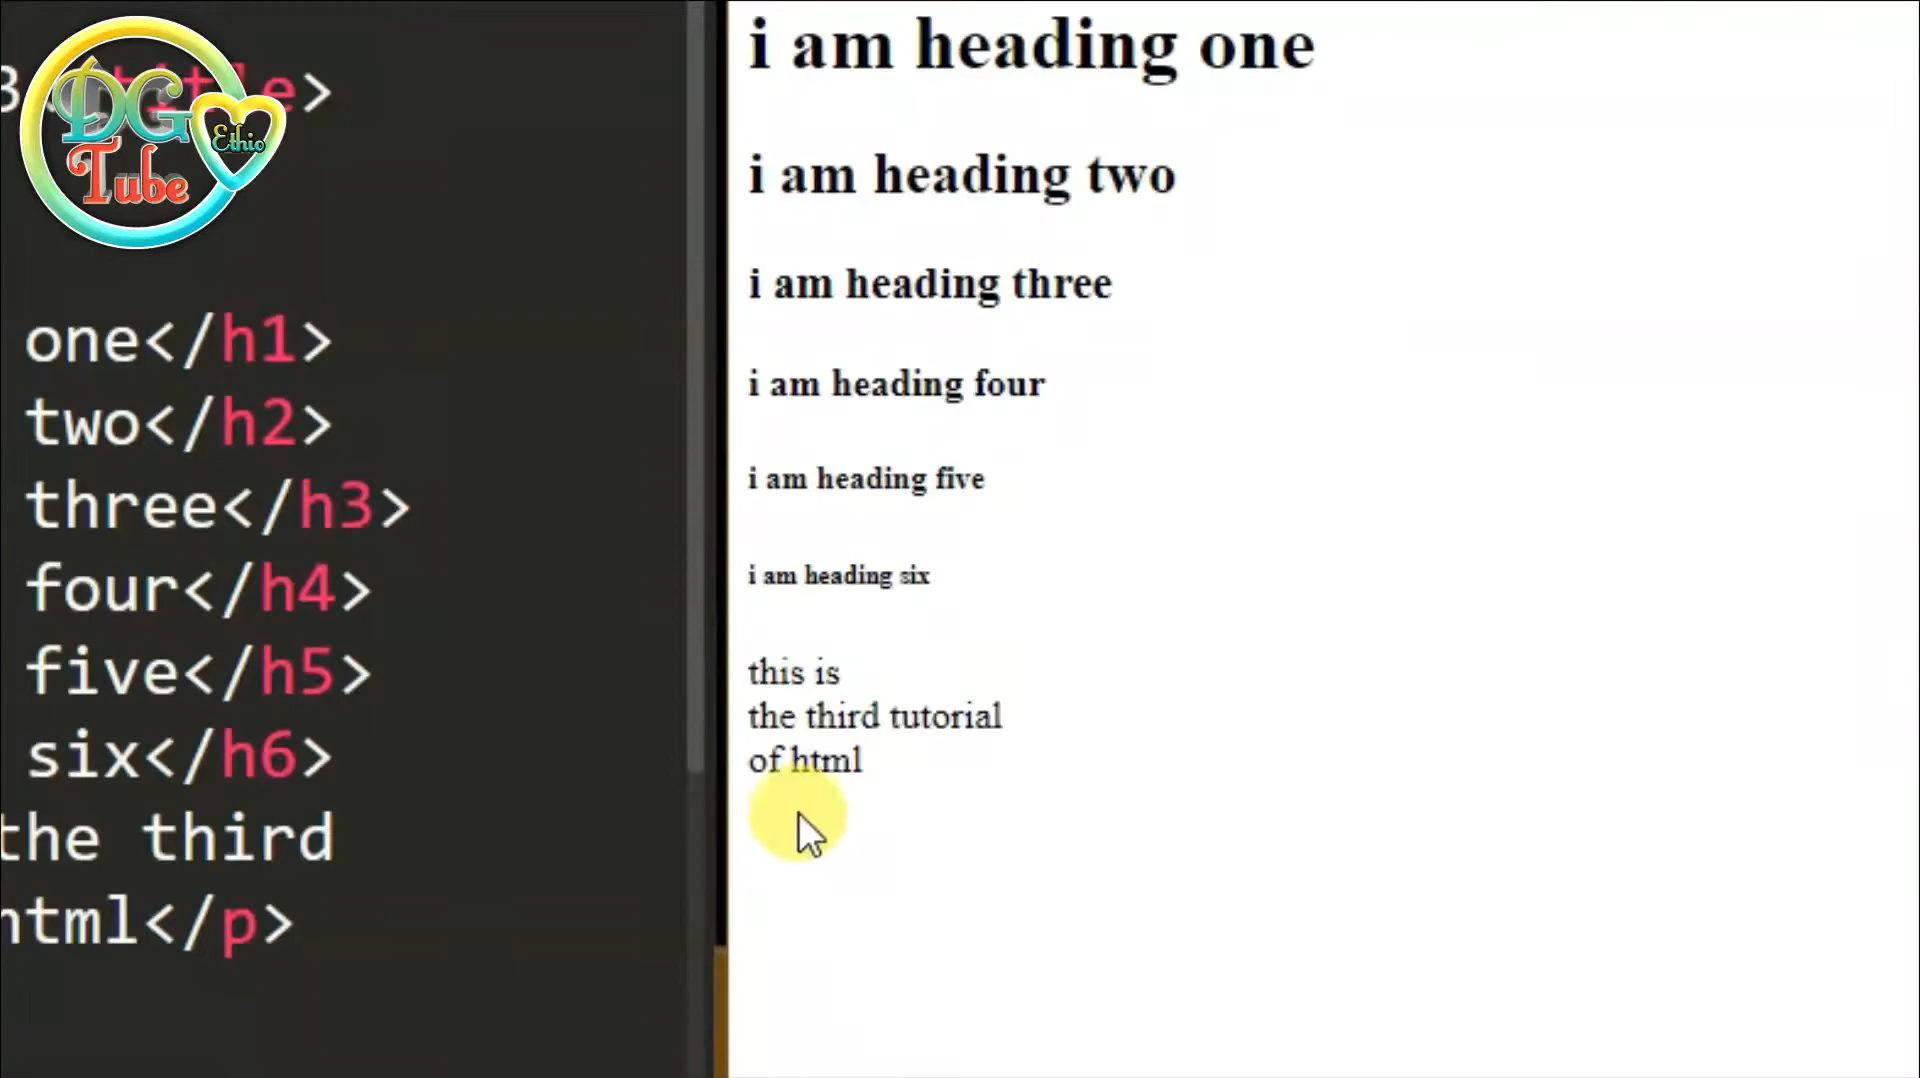 DG
Tube
Ethio
title>
one</h1>
two</h2>
three</h3>
four</h4>
five</h5>
six</h6>
the third
html</p>
i am heading one
i am heading two
i am heading three
i am heading four
i am heading five
i am heading six
this is
the third tutorial
of html